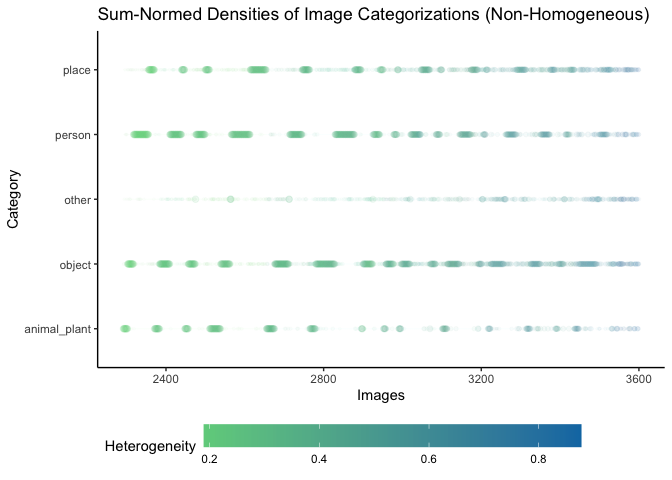 Sum-Normed Densities of Image Categorizations (Non-Homogeneous)
Category
place
person
other
object
animal_plant
2400 2800 3200 3600
Images
Heterogeneity
0.2 0.4 0.6 0.8